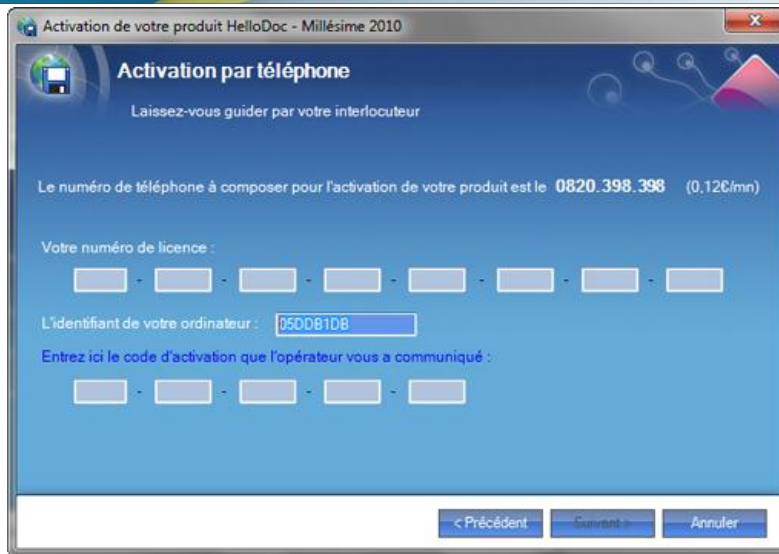 Activation de votre produit HelloDoc - Millésime 2010
Activation par téléphone
Laissez-vous guider par votre interlocuteur
Le numéro de téléphone à composer pour l'activation de votre produit est le 0820.398.398 (0,12€/mn)
Votre numéro de licence :
- - - - - - -
L'identifiant de votre ordinateur : 05DDB1DB
Entrez ici le code d'activation que l'opérateur vous a communiqué :
- - - -
< Précédent Suivant > Annuler